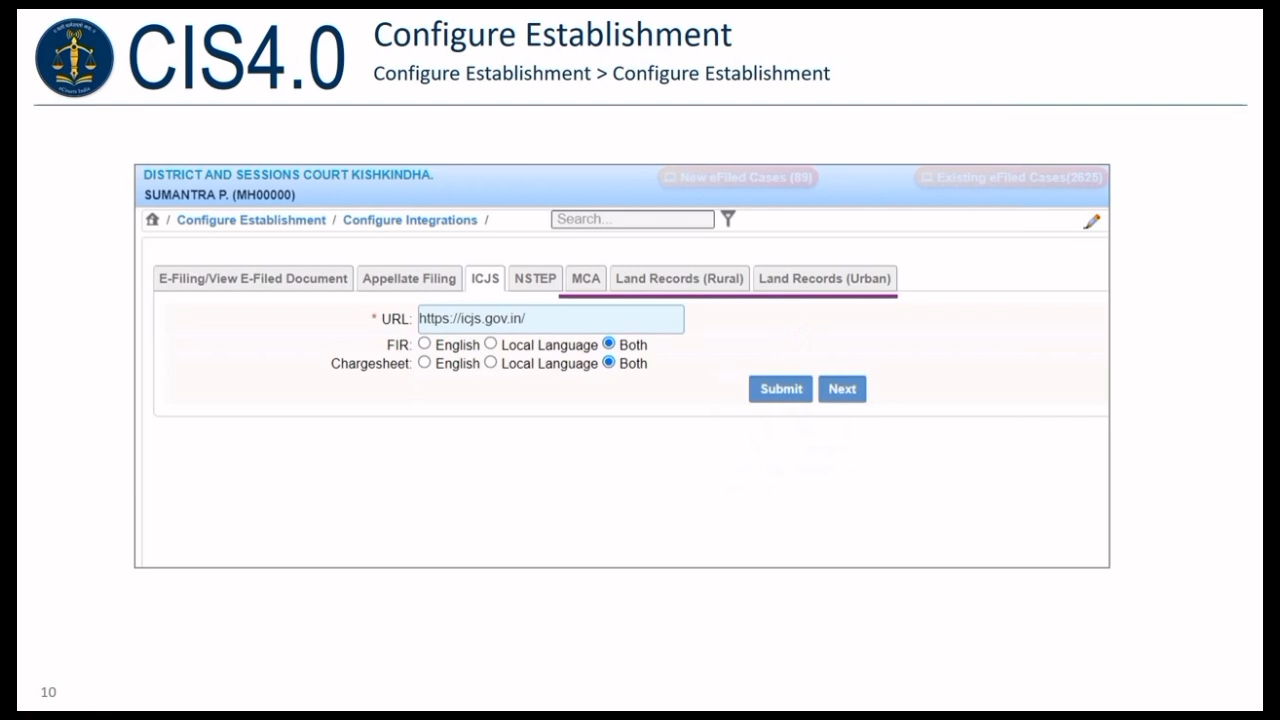 CIS4.0
Configure Establishment
Configure Establishment > Configure Establishment
DISTRICT AND SESSIONS COURT KISHKINDHA.
New eFiled Cases (89)
Existing eFiled Cases(2625)
SUMANTRA P. (MH00000)
/ Configure Establishment / Configure Integrations /
Search...
E-Filing/View E-Filed Document
Appellate Filing
ICJS
NSTEP
MCA
Land Records (Rural)
Land Records (Urban)
* URL: https://icjs.gov.in/
FIR: English Local Language Both
Chargesheet: English Local Language Both
Submit
Next
10